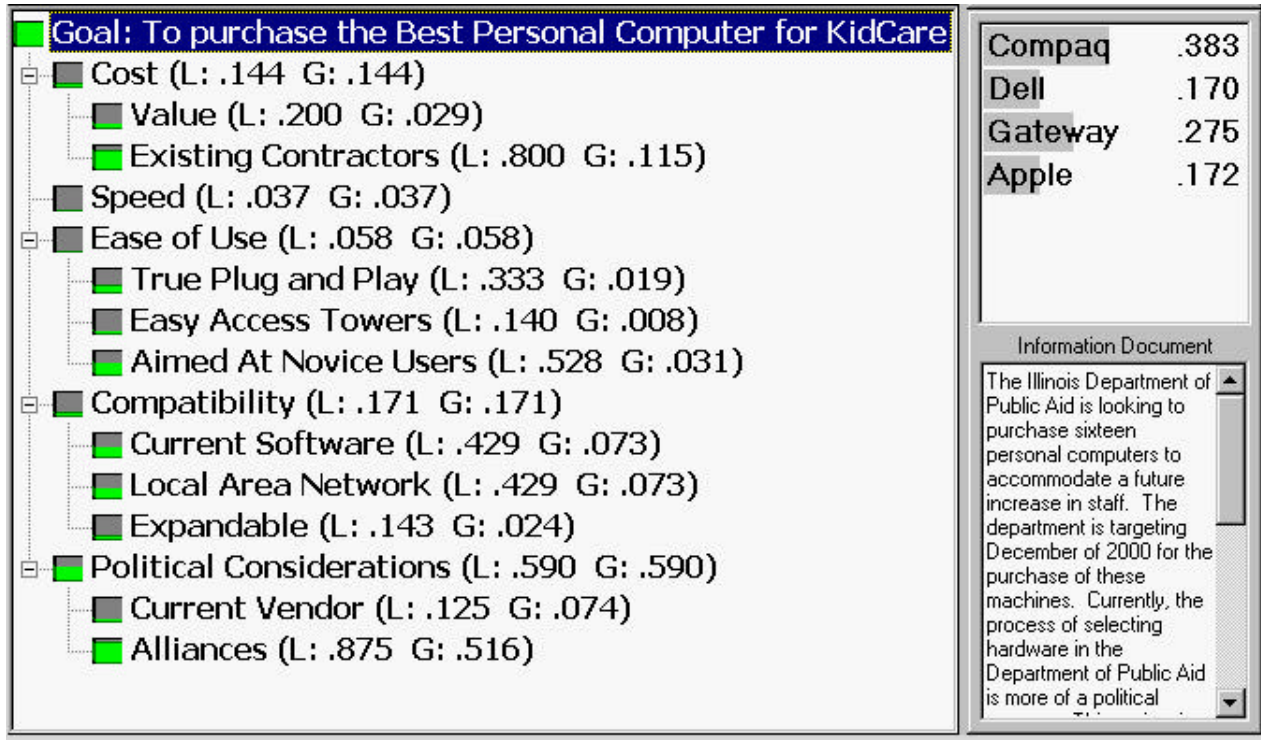 Goal: To purchase the Best Personal Computer for KidCare
Cost (L: .144 G: .144)
Value (L: .200 G: .029)
Existing Contractors (L: .800 G: .115)
Speed (L: .037 G: .037)
Ease of Use (L: .058 G: .058)
True Plug and Play (L: .333 G: .019)
Easy Access Towers (L: .140 G: .008)
Aimed At Novice Users (L: .528 G: .031)
Compatibility (L: .171 G: .171)
Current Software (L: .429 G: .073)
Local Area Network (L: .429 G: .073)
Expandable (L: .143 G: .024)
Political Considerations (L: .590 G: .590)
Current Vendor (L: .125 G: .074)
Alliances (L: .875 G: .516)
Compaq .383
Dell .170
Gateway .275
Apple .172
Information Document
The Illinois Department of
Public Aid is looking to
purchase sixteen
personal computers to
accommodate a future
increase in staff. The
department is targeting
December of 2000 for the
purchase of these
machines. Currently, the
process of selecting
hardware in the
Department of Public Aid
is more of a political